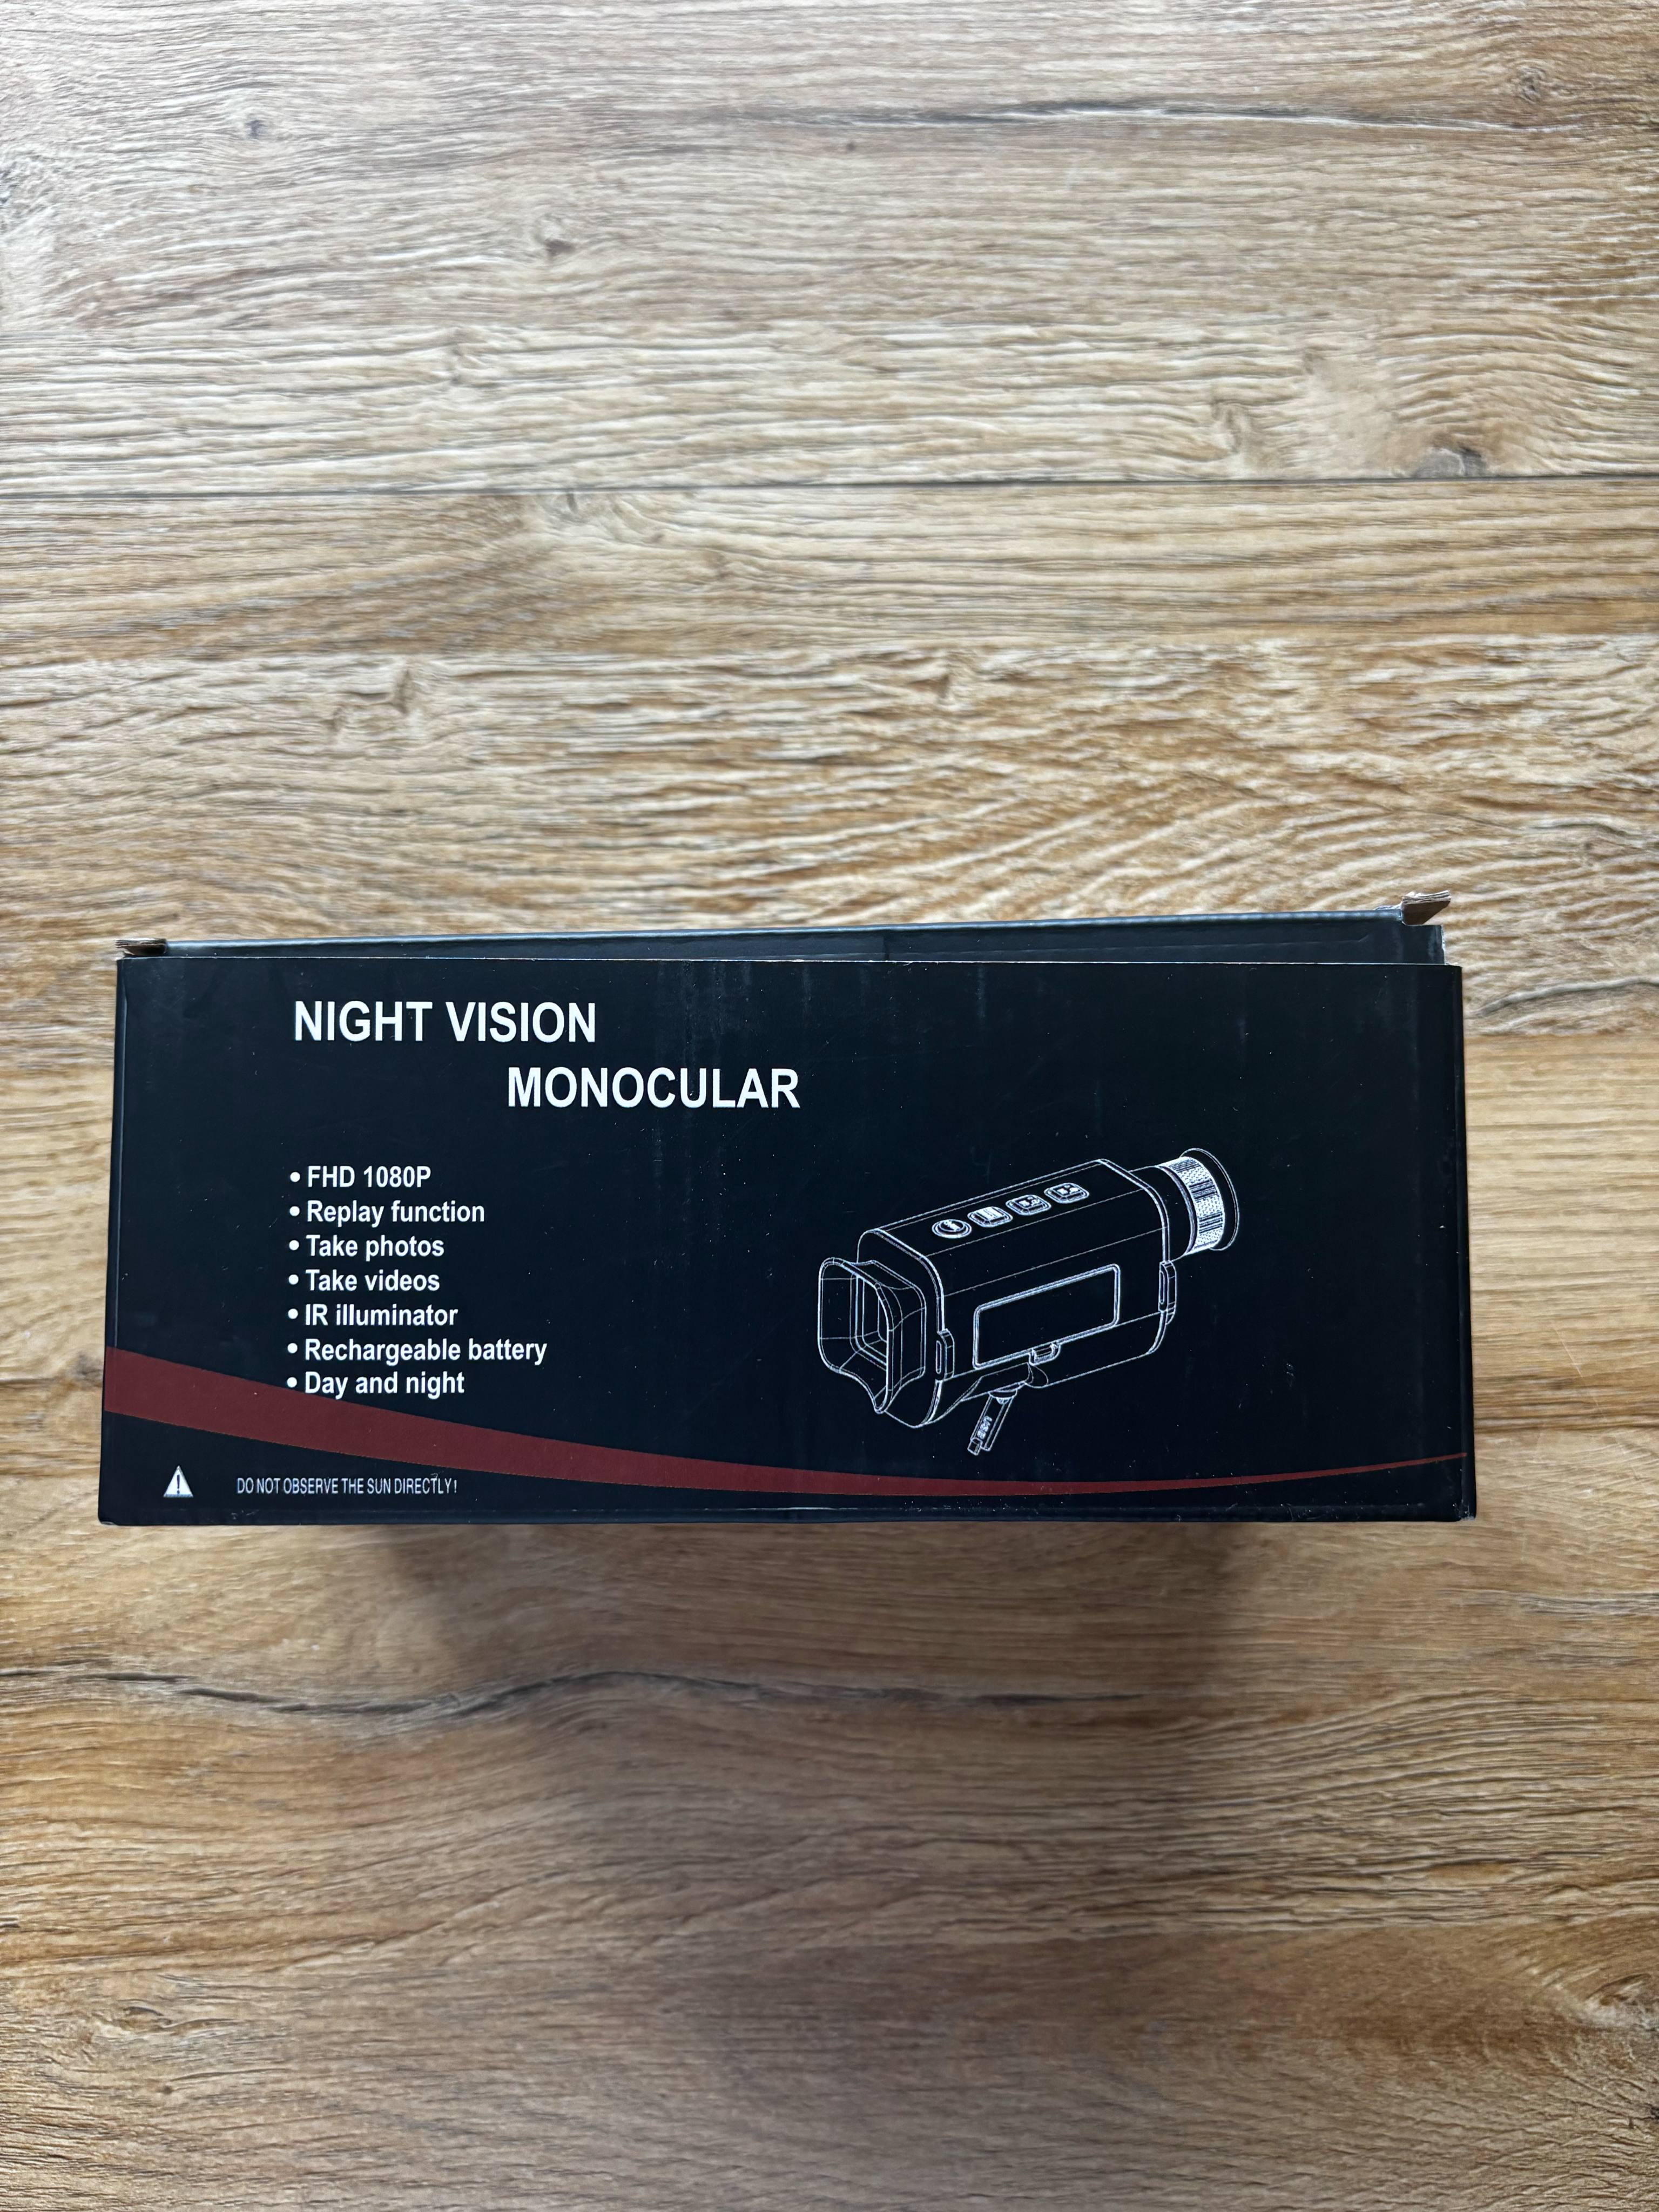 NIGHT VISION
MONOCULAR
• FHD 1080P
• Replay function
• Take photos
• Take videos
• IR illuminator
• Rechargeable battery
• Day and night
DO NOT OBSERVE THE SUN DIRECTLY!